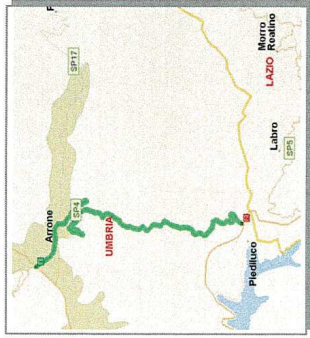 SP17
Arrone
SP4
UMBRIA
Morro
Reatino
LAZIO
Labro
SP5
Piediluco